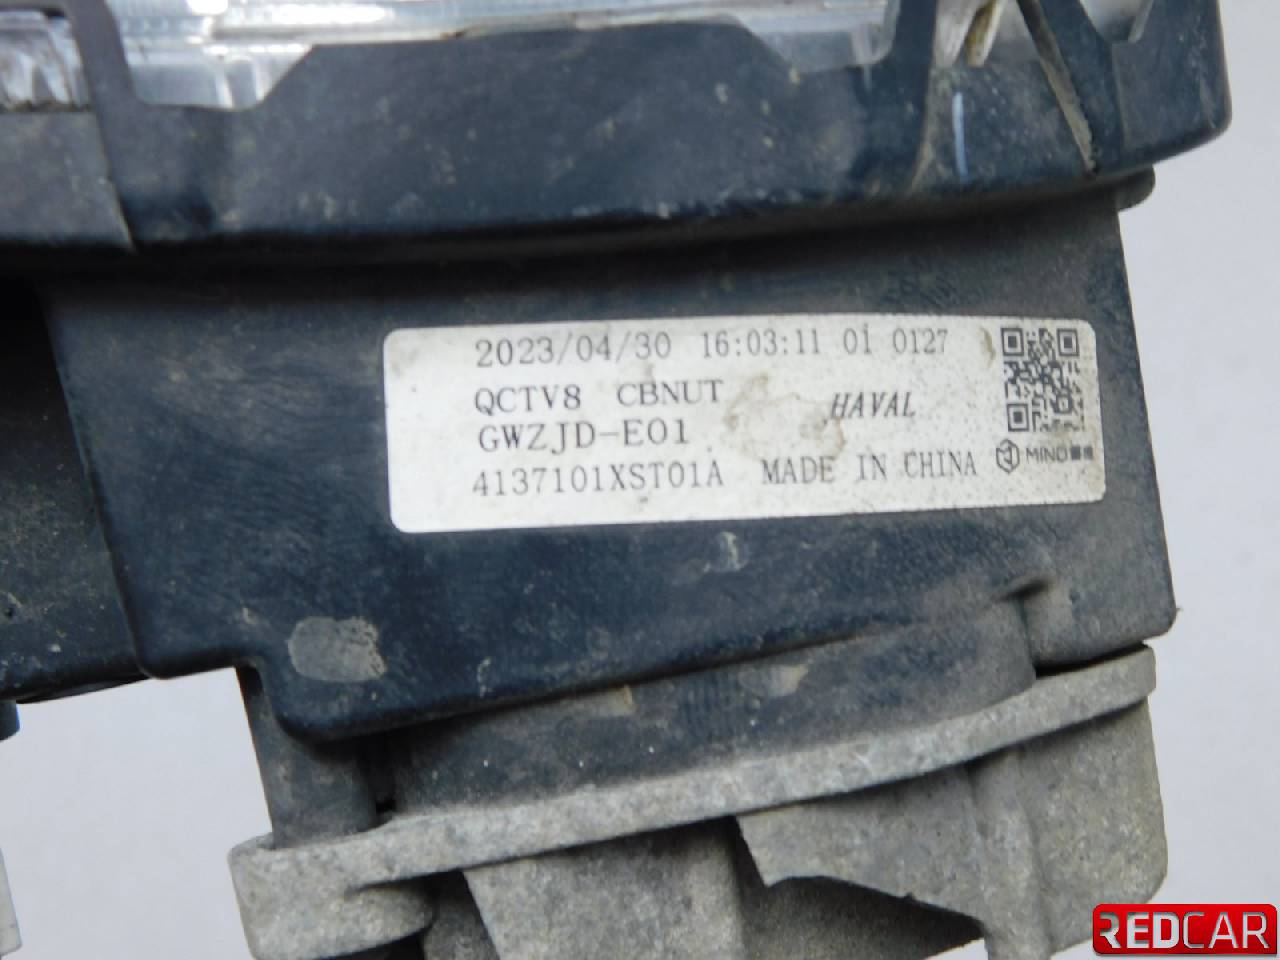 2023/04/30 16:03:11 01 0127
QCTV8 CBNUT HAVAL
GWZJD-E01
4137101XST01A MADE IN CHINA MIND
REDCAR